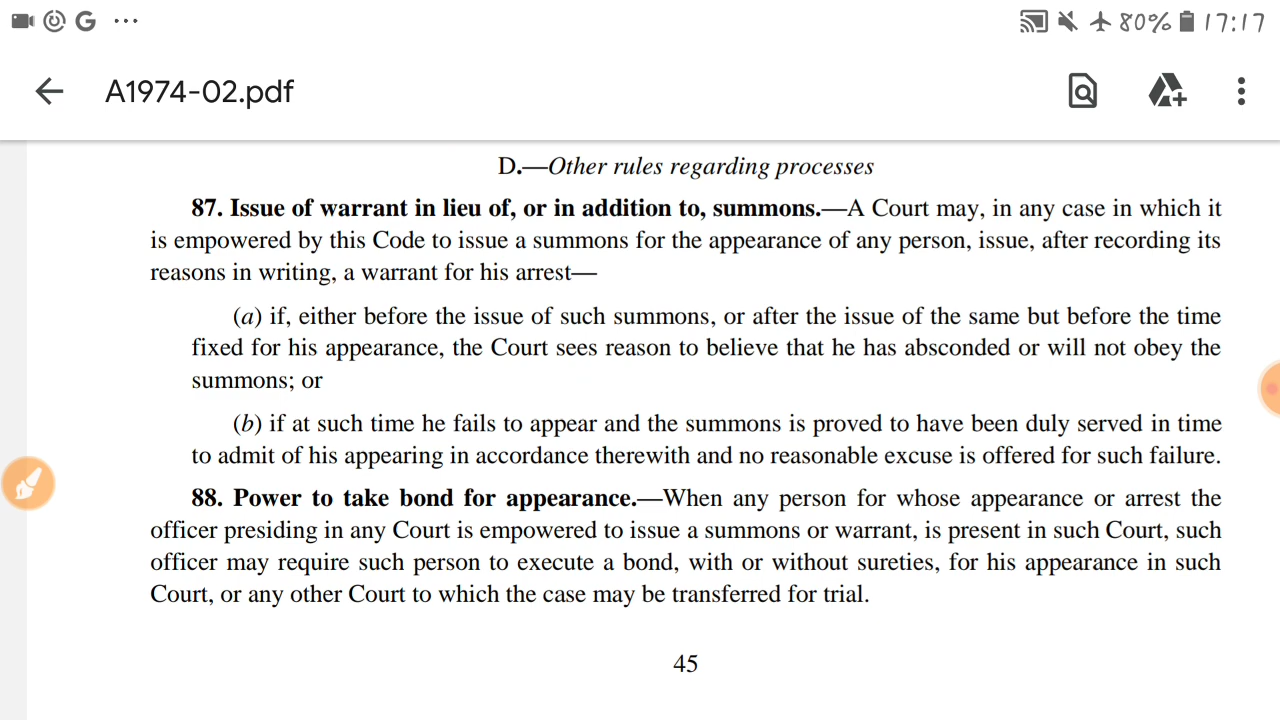 G ... 80% 17:17
A1974-02.pdf
D.—Other rules regarding processes
87. Issue of warrant in lieu of, or in addition to, summons.—A Court may, in any case in which it
is empowered by this Code to issue a summons for the appearance of any person, issue, after recording its
reasons in writing, a warrant for his arrest—
(a) if, either before the issue of such summons, or after the issue of the same but before the time
fixed for his appearance, the Court sees reason to believe that he has absconded or will not obey the
summons; or
(b) if at such time he fails to appear and the summons is proved to have been duly served in time
to admit of his appearing in accordance therewith and no reasonable excuse is offered for such failure.
88. Power to take bond for appearance.—When any person for whose appearance or arrest the
officer presiding in any Court is empowered to issue a summons or warrant, is present in such Court, such
officer may require such person to execute a bond, with or without sureties, for his appearance in such
Court, or any other Court to which the case may be transferred for trial.
45